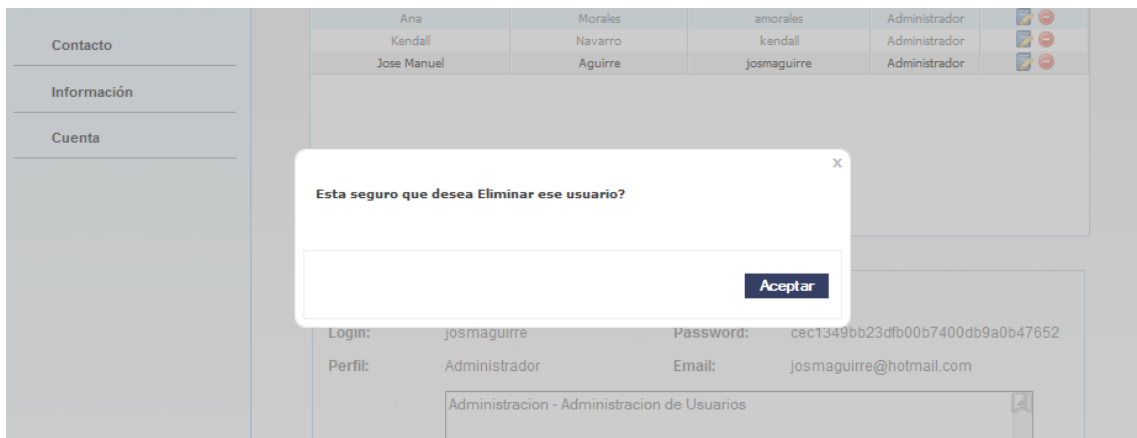 Ana Morales amorales Administrador
Contacto
Kendall Navarro kendall Administrador
Jose Manuel Aguirre josmaguirre Administrador
Información
Cuenta
x
Esta seguro que desea Eliminar ese usuario?
Aceptar
Login: josmaguirre Password: cec1349bb23dfb00b7400db9a0b47652
Perfil: Administrador Email: josmaguirre@hotmail.com
Administracion - Administracion de Usuarios